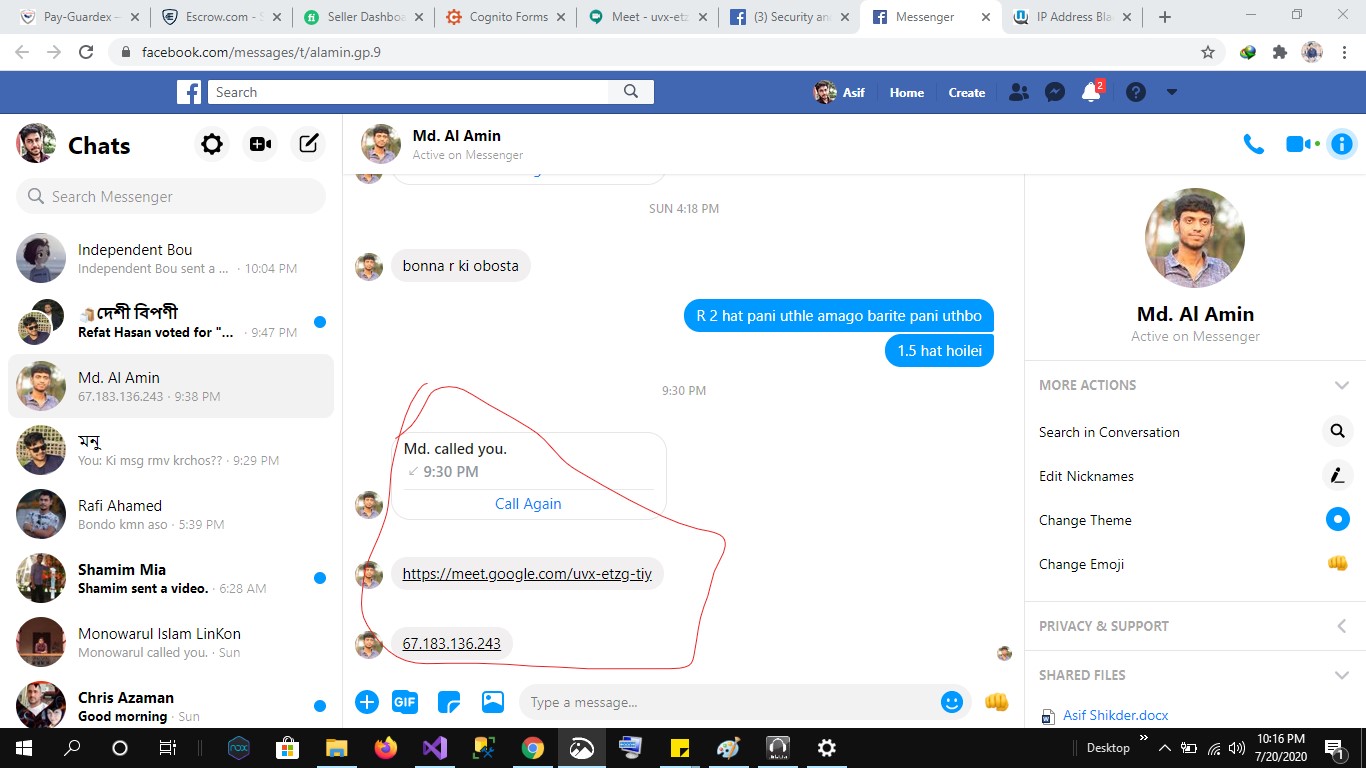 Pay-Guardex –
Escrow.com - S
Seller Dashboa
Cognito Forms
Meet - uvx-etz
(3) Security an
Messenger
IP Address Bla
facebook.com/messages/t/alamin.gp.9
Search
Asif
Home
Create
2
Chats
Search Messenger
Independent Bou
Independent Bou sent a ... · 10:04 PM
দেশী বিপণী
Refat Hasan voted for "... · 9:47 PM
Md. Al Amin
67.183.136.243 · 9:38 PM
মনু
You: Ki msg rmv krchos?? · 9:29 PM
Rafi Ahamed
Bondo kmn aso · 5:39 PM
Shamim Mia
Shamim sent a video. · 6:28 AM
Monowarul Islam LinKon
Monowarul called you. · Sun
Chris Azaman
Good morning · Sun
Md. Al Amin
Active on Messenger
SUN 4:18 PM
bonna r ki obosta
R 2 hat pani uthle amago barite pani uthbo
1.5 hat hoilei
9:30 PM
Md. called you.
9:30 PM
Call Again
https://meet.google.com/uvx-etzg-tiy
67.183.136.243
GIF
Type a message...
Md. Al Amin
Active on Messenger
MORE ACTIONS
Search in Conversation
Edit Nicknames
Change Theme
Change Emoji
PRIVACY & SUPPORT
SHARED FILES
Asif Shikder.docx
nox
Desktop
10:16 PM
7/20/2020
1